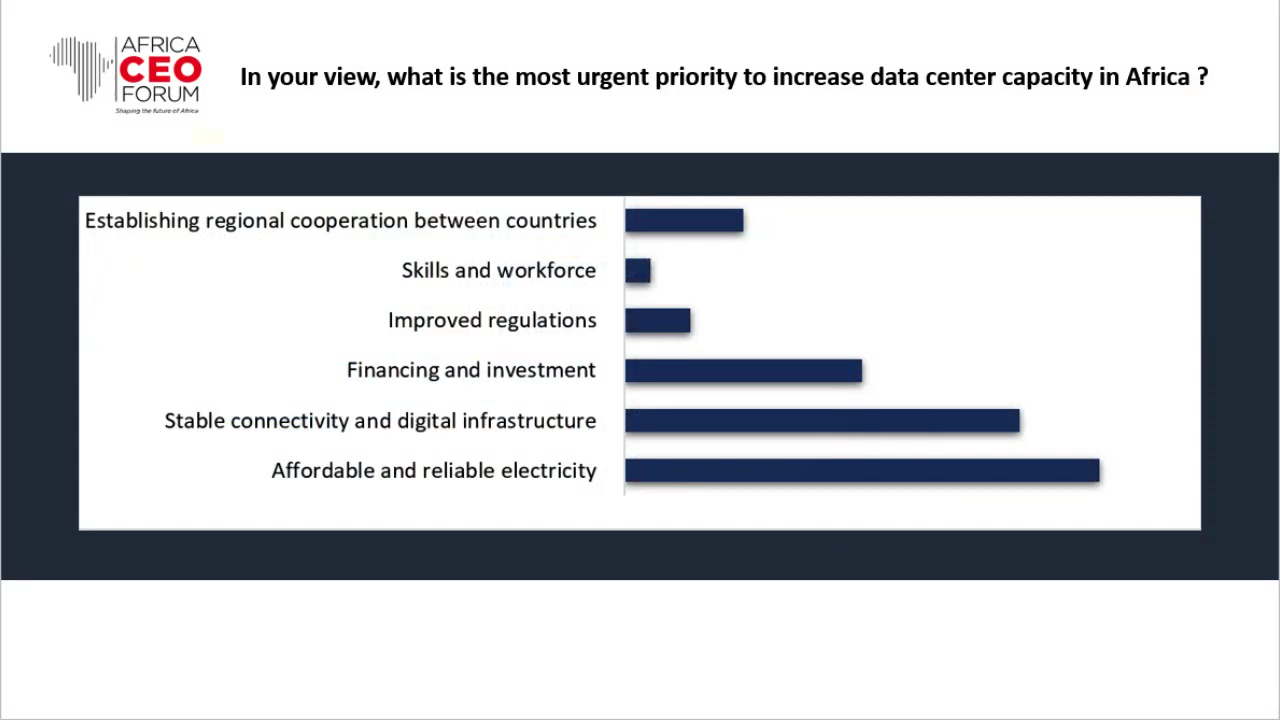 AFRICA
CEO
FORUM
Shaping the future of Africa
In your view, what is the most urgent priority to increase data center capacity in Africa ?
Establishing regional cooperation between countries
Skills and workforce
Improved regulations
Financing and investment
Stable connectivity and digital infrastructure
Affordable and reliable electricity